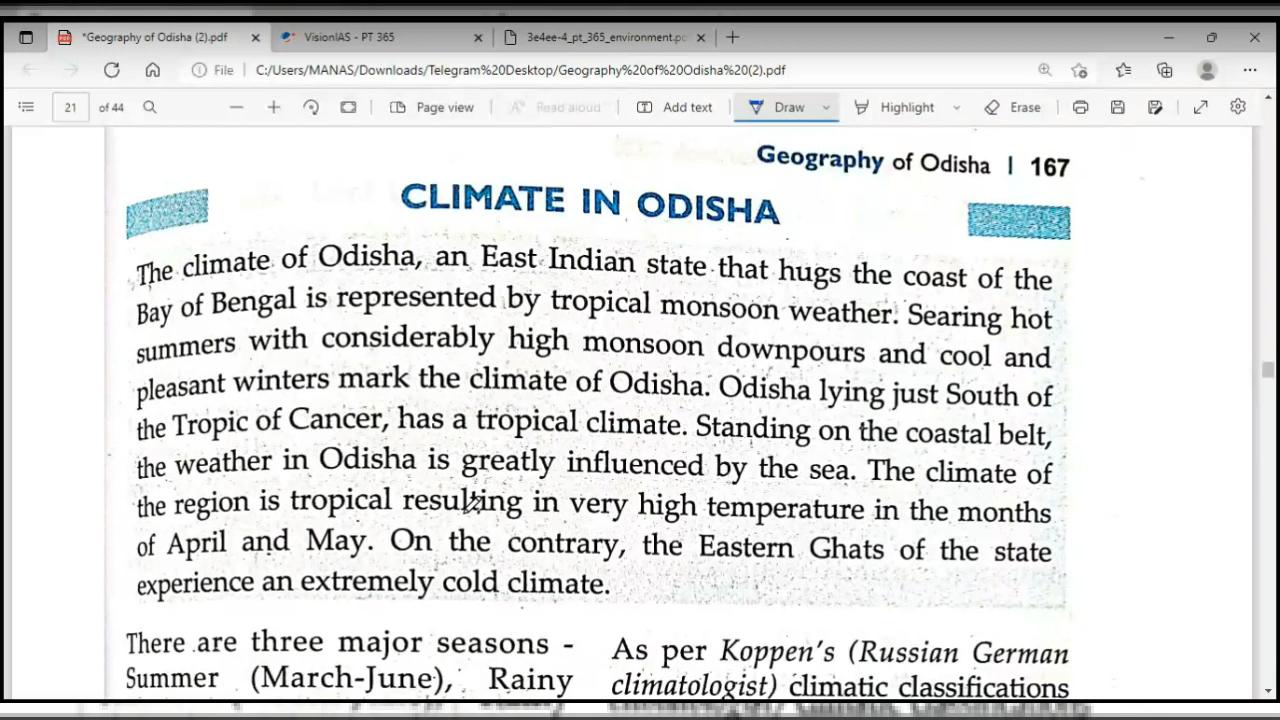 *Geography of Odisha (2).pdf
VisionIAS - PT 365
3e4ee-4_pt_365_environment.pd
File
C:/Users/MANAS/Downloads/Telegram%20Desktop/Geography%20of%20Odisha%20(2).pdf
21 of 44
Page view
Read aloud
Add text
Draw
Highlight
Erase
Geography of Odisha | 167
CLIMATE IN ODISHA
The climate of Odisha, an East Indian state that hugs the coast of the
Bay of Bengal is represented by tropical monsoon weather. Searing hot
summers with considerably high monsoon downpours and cool and
pleasant winters mark the climate of Odisha. Odisha lying just South of
the Tropic of Cancer, has a tropical climate. Standing on the coastal belt,
the weather in Odisha is greatly influenced by the sea. The climate of
the region is tropical resulting in very high temperature in the months
of April and May. On the contrary, the Eastern Ghats of the state
experience an extremely cold climate.
There are three major seasons -
Summer (March-June), Rainy
As per Koppen's (Russian German
climatologist) climatic classifications